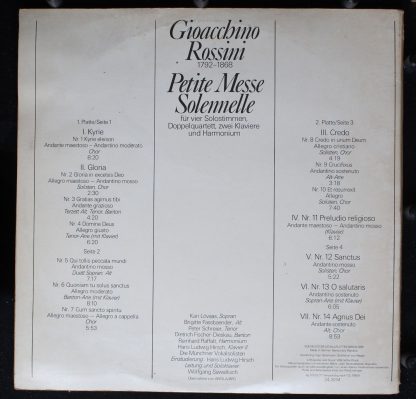 Gioacchino
Rossini
1792–1868
Petite Messe
Solennelle
für vier Solostimmen,
Doppelquartett, zwei Klaviere
und Harmonium
1. Platte/Seite 1
I. Kyrie
Nr. 1 Kyrie eleison
Andante maestoso – Andantino moderato
Chor
8:20
II. Gloria
Nr. 2 Gloria in excelsis Deo
Allegro maestoso – Andantino mosso
Solisten, Chor
2:30
Nr. 3 Gratias agimus tibi
Andante grazioso
Terzett Alt, Tenor, Bariton
4:20
Nr. 4 Domine Deus
Allegro giusto
Tenor-Arie (mit Klavier)
6:20
Seite 2
Nr. 5 Qui tollis peccata mundi
Andantino mosso
Duett Sopran, Alt
7:17
Nr. 6 Quoniam tu solus sanctus
Allegro moderato
Bariton-Arie (mit Klavier)
8:10
Nr. 7 Cum sancto spiritu
Allegro maestoso – Allegro a cappella
Chor
5:53
Kari Lövaas, Sopran
Brigitte Fassbaender, Alt
Peter Schreier, Tenor
Dietrich Fischer-Dieskau, Bariton
Reinhard Raffalt, Harmonium
Hans Ludwig Hirsch, Klavier II
Die Münchner Vokalsolisten
Einstudierung: Hans Ludwig Hirsch
Leitung und Soloklavier:
Wolfgang Sawallisch
2. Platte/Seite 3
III. Credo
Nr. 8 Credo in unum Deum
Allegro cristiano
Solisten, Chor
4:19
Nr. 9 Crucifixus
Andantino sostenuto
Alt-Arie
3:18
Nr. 10 Et resurrexit
Allegro
Solisten, Chor
7:40
IV. Nr. 11 Preludio religioso
Andante maestoso – Andantino mosso
(Klavier)
6:12
Seite 4
V. Nr. 12 Sanctus
Andantino mosso
Solisten, Chor
5:22
VI. Nr. 13 O salutaris
Andantino sostenuto
Sopran-Arie (mit Klavier)
6:05
VII. Nr. 14 Agnus Dei
Andante sostenuto
Alt, Chor
8:59